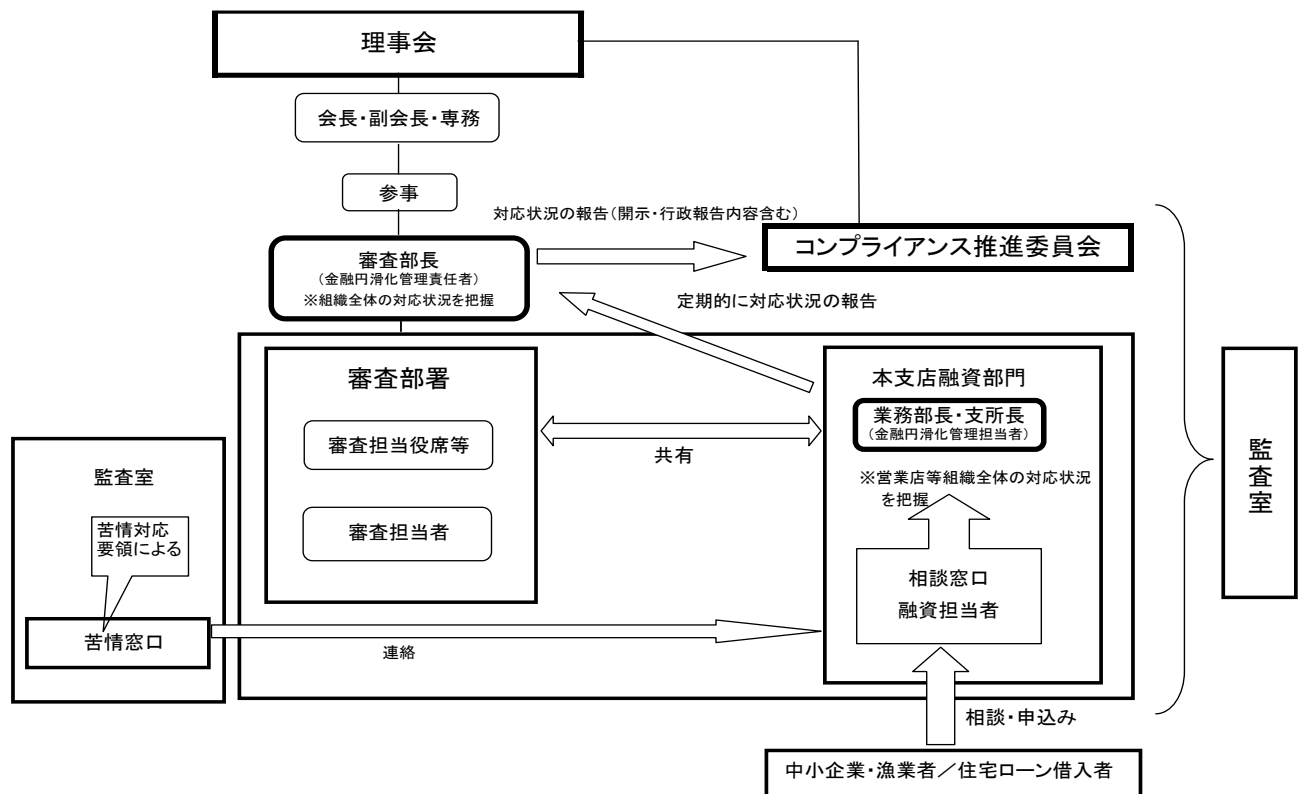 理事会
会長・副会長・専務
参事
対応状況の報告(開示・行政報告内容含む)
コンプライアンス推進委員会
審査部長
(金融円滑化管理責任者)
※組織全体の対応状況を把握
定期的に対応状況の報告
審査部署
審査担当役席等
審査担当者
共有
本支店融資部門
業務部長・支所長
(金融円滑化管理担当者)
※営業店等組織全体の対応状況
を把握
相談窓口
融資担当者
監査室
監査室
苦情対応
要領による
苦情窓口
連絡
相談・申込み
中小企業・漁業者／住宅ローン借入者